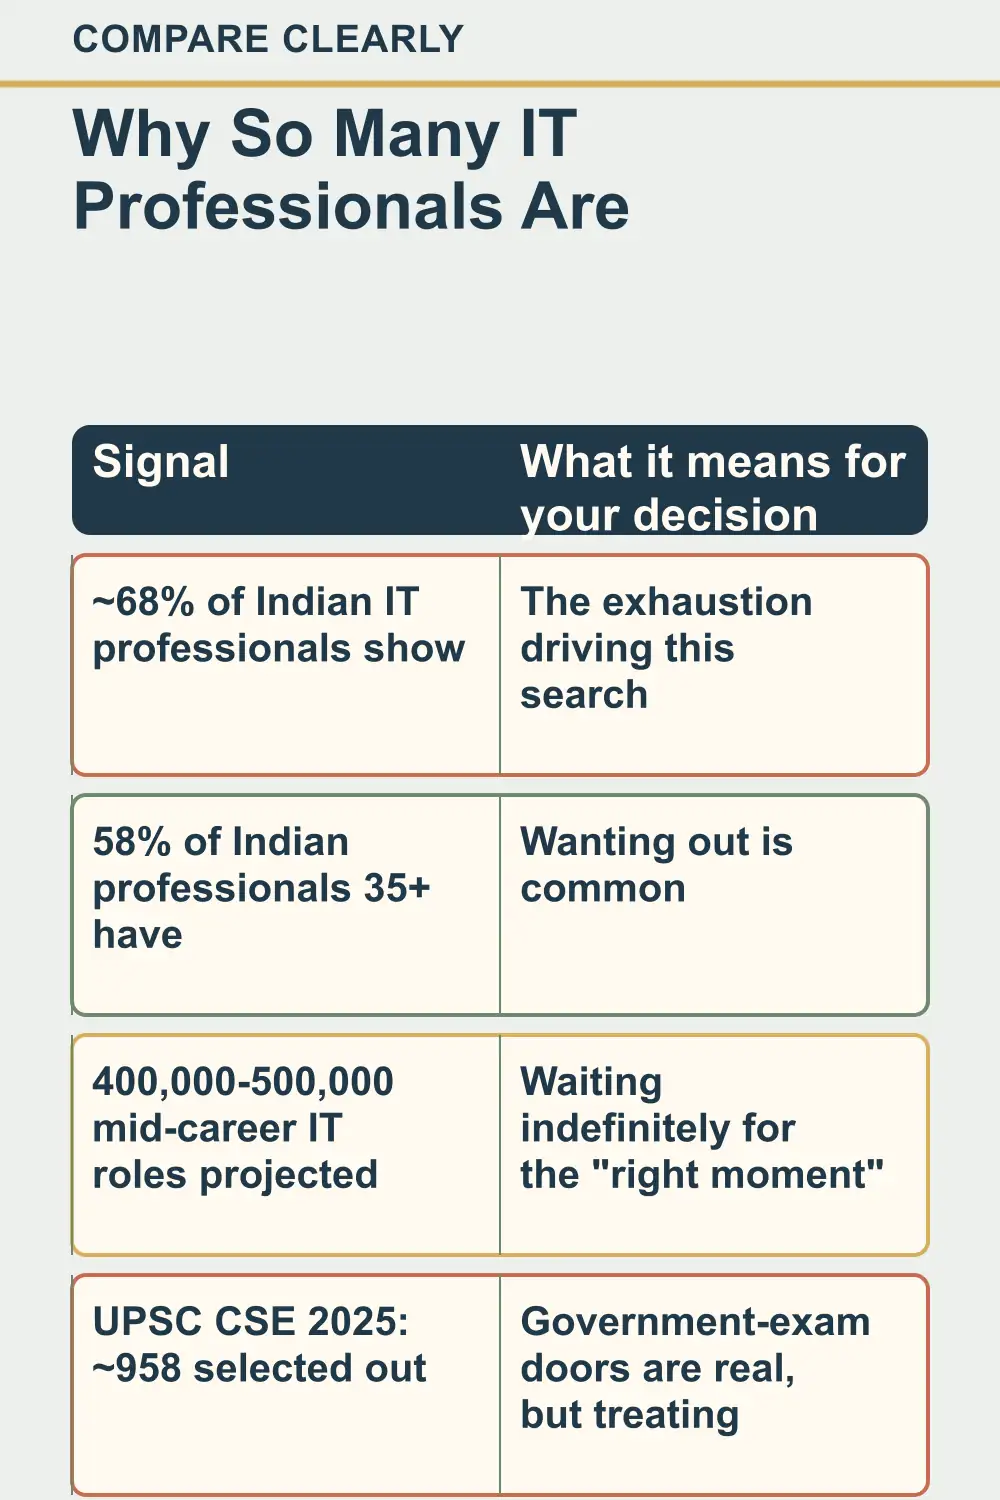 COMPARE CLEARLY
Why So Many IT
Professionals Are
Signal
What it means for
your decision
~68% of Indian IT
professionals show
The exhaustion
driving this
search
58% of Indian
professionals 35+
have
Wanting out is
common
400,000-500,000
mid-career IT
roles projected
Waiting
indefinitely for
the "right moment"
UPSC CSE 2025:
~958 selected out
Government-exam
doors are real,
but treating